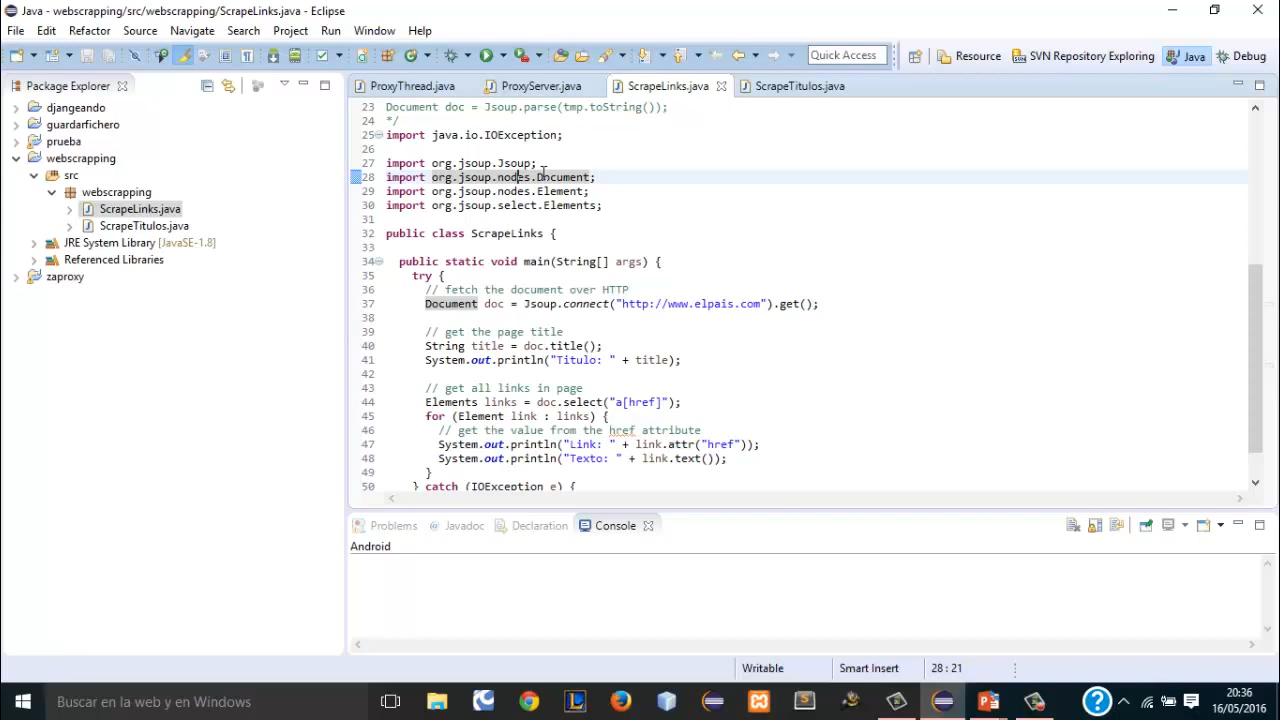 Java - webscrapping/src/webscrapping/ScrapeLinks.java - Eclipse
File Edit Refactor Source Navigate Search Project Run Window Help
Quick Access Resource SVN Repository Exploring Java Debug
Package Explorer
djangeando
guardarfichero
prueba
webscrapping
src
webscrapping
ScrapeLinks.java
ScrapeTitulos.java
JRE System Library [JavaSE-1.8]
Referenced Libraries
zaproxy
ProxyThread.java ProxyServer.java ScrapeLinks.java ScrapeTitulos.java
23 Document doc = Jsoup.parse(tmp.toString());
24 */
25 import java.io.IOException;
26
27 import org.jsoup.Jsoup;
28 import org.jsoup.nodes.Document;
29 import org.jsoup.nodes.Element;
30 import org.jsoup.select.Elements;
31
32 public class ScrapeLinks {
33
34 public static void main(String[] args) {
35 try {
36 // fetch the document over HTTP
37 Document doc = Jsoup.connect("http://www.elpais.com").get();
38
39 // get the page title
40 String title = doc.title();
41 System.out.println("Titulo: " + title);
42
43 // get all links in page
44 Elements links = doc.select("a[href]");
45 for (Element link : links) {
46 // get the value from the href attribute
47 System.out.println("Link: " + link.attr("href"));
48 System.out.println("Texto: " + link.text());
49 }
50 } catch (IOException e) {
Problems Javadoc Declaration Console
Android
Writable Smart Insert 28 : 21
Buscar en la web y en Windows
20:36
16/05/2016